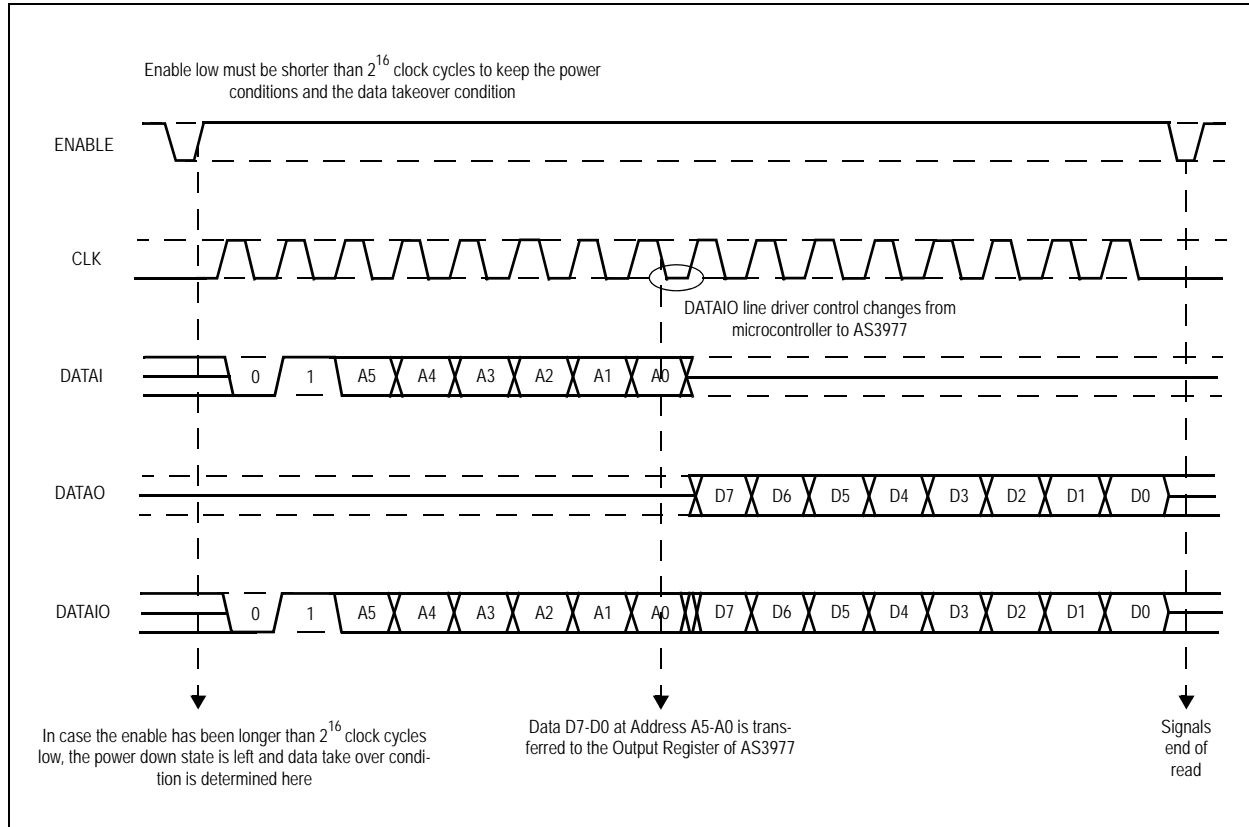 Enable low must be shorter than 2^16 clock cycles to keep the power
conditions and the data takeover condition
ENABLE
CLK
DATAIO line driver control changes from
microcontroller to AS3977
DATAI
0 1 A5 A4 A3 A2 A1 A0
DATAO
D7 D6 D5 D4 D3 D2 D1 D0
DATAIO
0 1 A5 A4 A3 A2 A1 A0 D7 D6 D5 D4 D3 D2 D1 D0
In case the enable has been longer than 2^16 clock cycles
low, the power down state is left and data take over condi-
tion is determined here
Data D7-D0 at Address A5-A0 is trans-
ferred to the Output Register of AS3977
Signals
end of
read